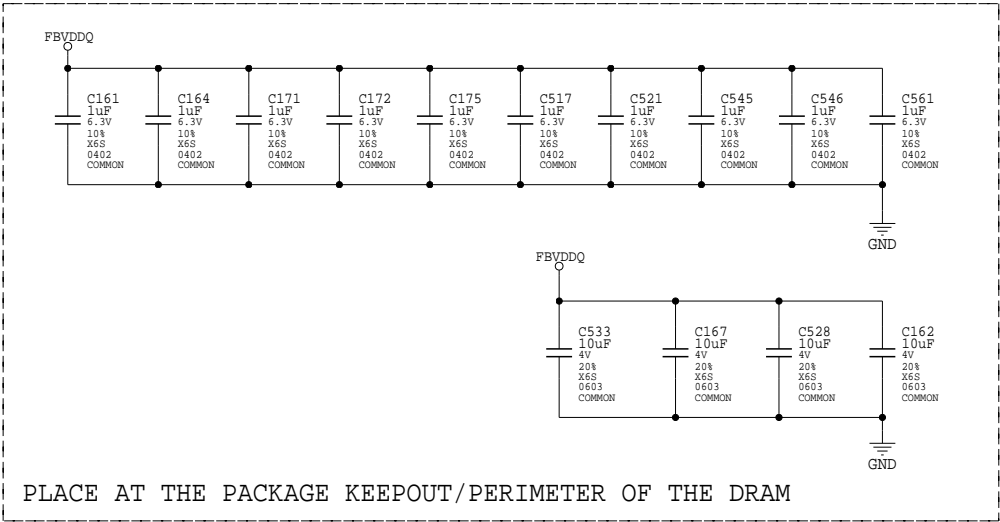 FBVDDQ
C161 C164 C171 C172 C175 C517 C521 C545 C546 C561
1uF 1uF 1uF 1uF 1uF 1uF 1uF 1uF 1uF 1uF
6.3V 6.3V 6.3V 6.3V 6.3V 6.3V 6.3V 6.3V 6.3V 6.3V
10% 10% 10% 10% 10% 10% 10% 10% 10% 10%
X6S X6S X6S X6S X6S X6S X6S X6S X6S X6S
0402 0402 0402 0402 0402 0402 0402 0402 0402 0402
COMMON COMMON COMMON COMMON COMMON COMMON COMMON COMMON COMMON COMMON
GND
FBVDDQ
C533 C167 C528 C162
10uF 10uF 10uF 10uF
4V 4V 4V 4V
20% 20% 20% 20%
X6S X6S X6S X6S
0603 0603 0603 0603
COMMON COMMON COMMON COMMON
GND
PLACE AT THE PACKAGE KEEPOUT/PERIMETER OF THE DRAM